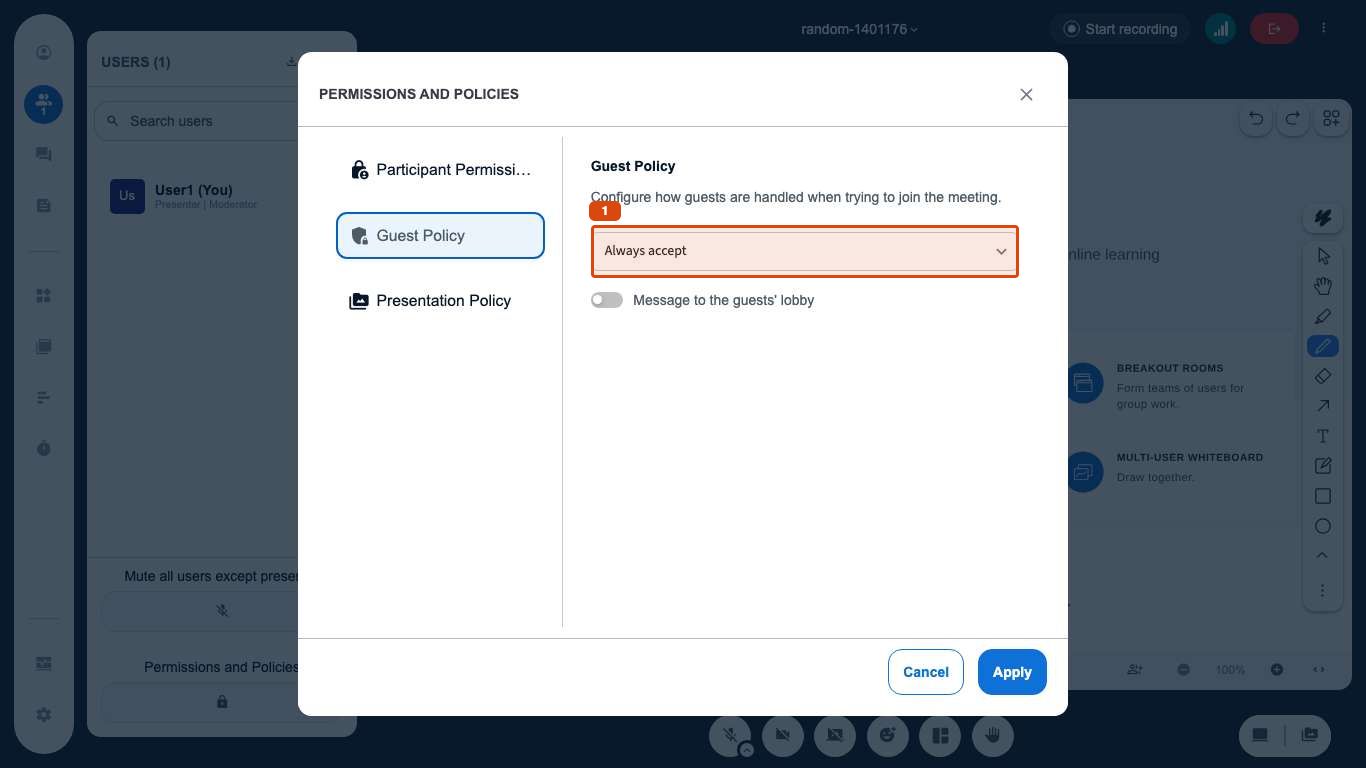 random-1401176
Start recording
USERS (1)
1
Search users
Us
User1 (You)
Presenter | Moderator
Mute all users except prese
Permissions and Policies
PERMISSIONS AND POLICIES
Participant Permissi...
Guest Policy
Presentation Policy
Guest Policy
Configure how guests are handled when trying to join the meeting.
1
Always accept
Message to the guests' lobby
Cancel
Apply
nline learning
BREAKOUT ROOMS
Form teams of users for
group work.
MULTI-USER WHITEBOARD
Draw together.
100%